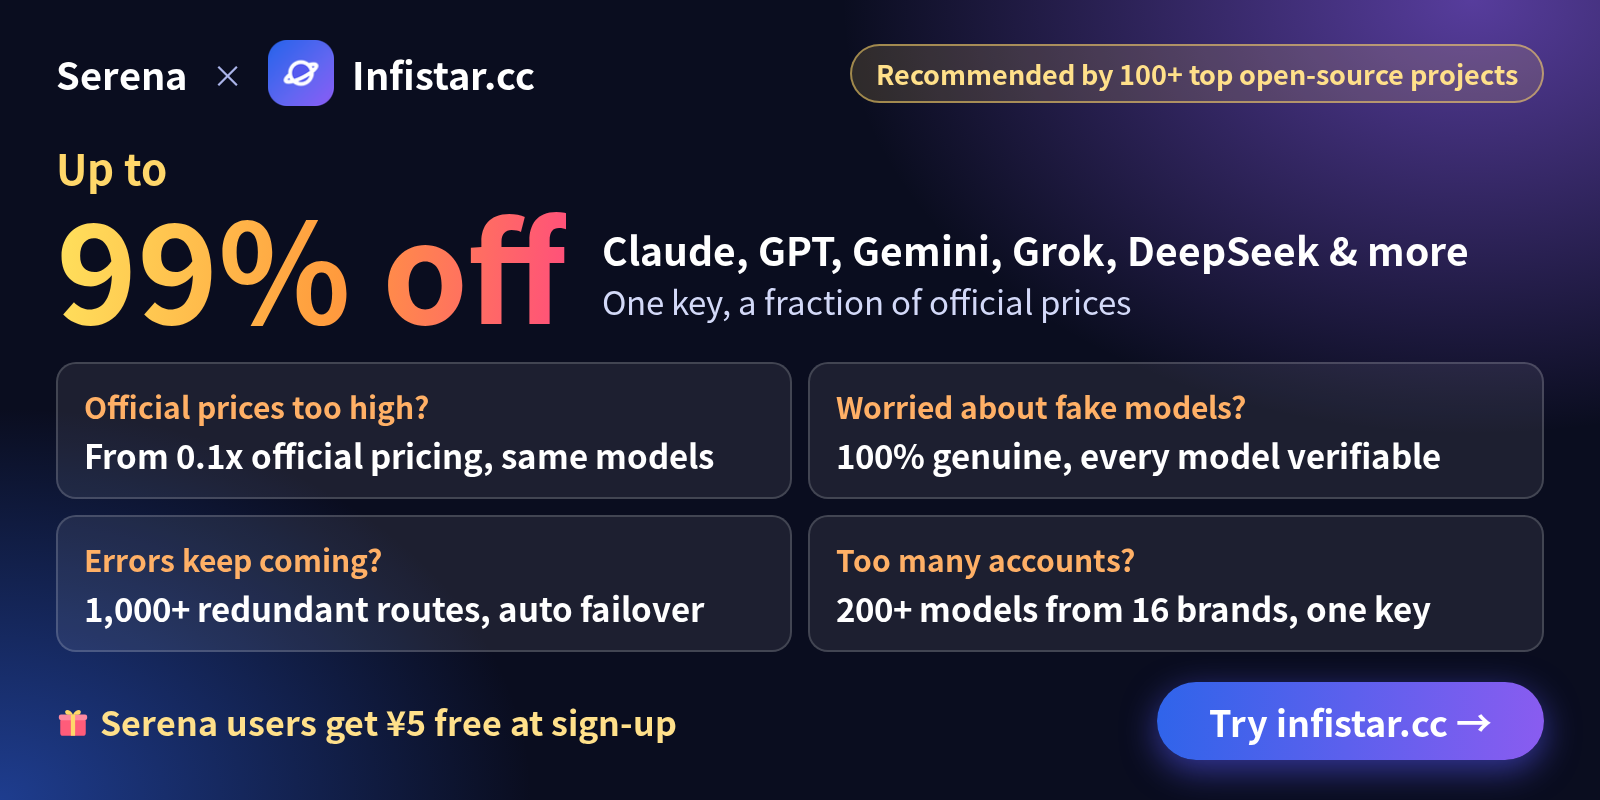 Serena × Infistar.cc
Recommended by 100+ top open-source projects
Up to
99% off
Claude, GPT, Gemini, Grok, DeepSeek & more
One key, a fraction of official prices
Official prices too high?
From 0.1x official pricing, same models
Worried about fake models?
100% genuine, every model verifiable
Errors keep coming?
1,000+ redundant routes, auto failover
Too many accounts?
200+ models from 16 brands, one key
Serena users get ¥5 free at sign-up
Try infistar.cc →